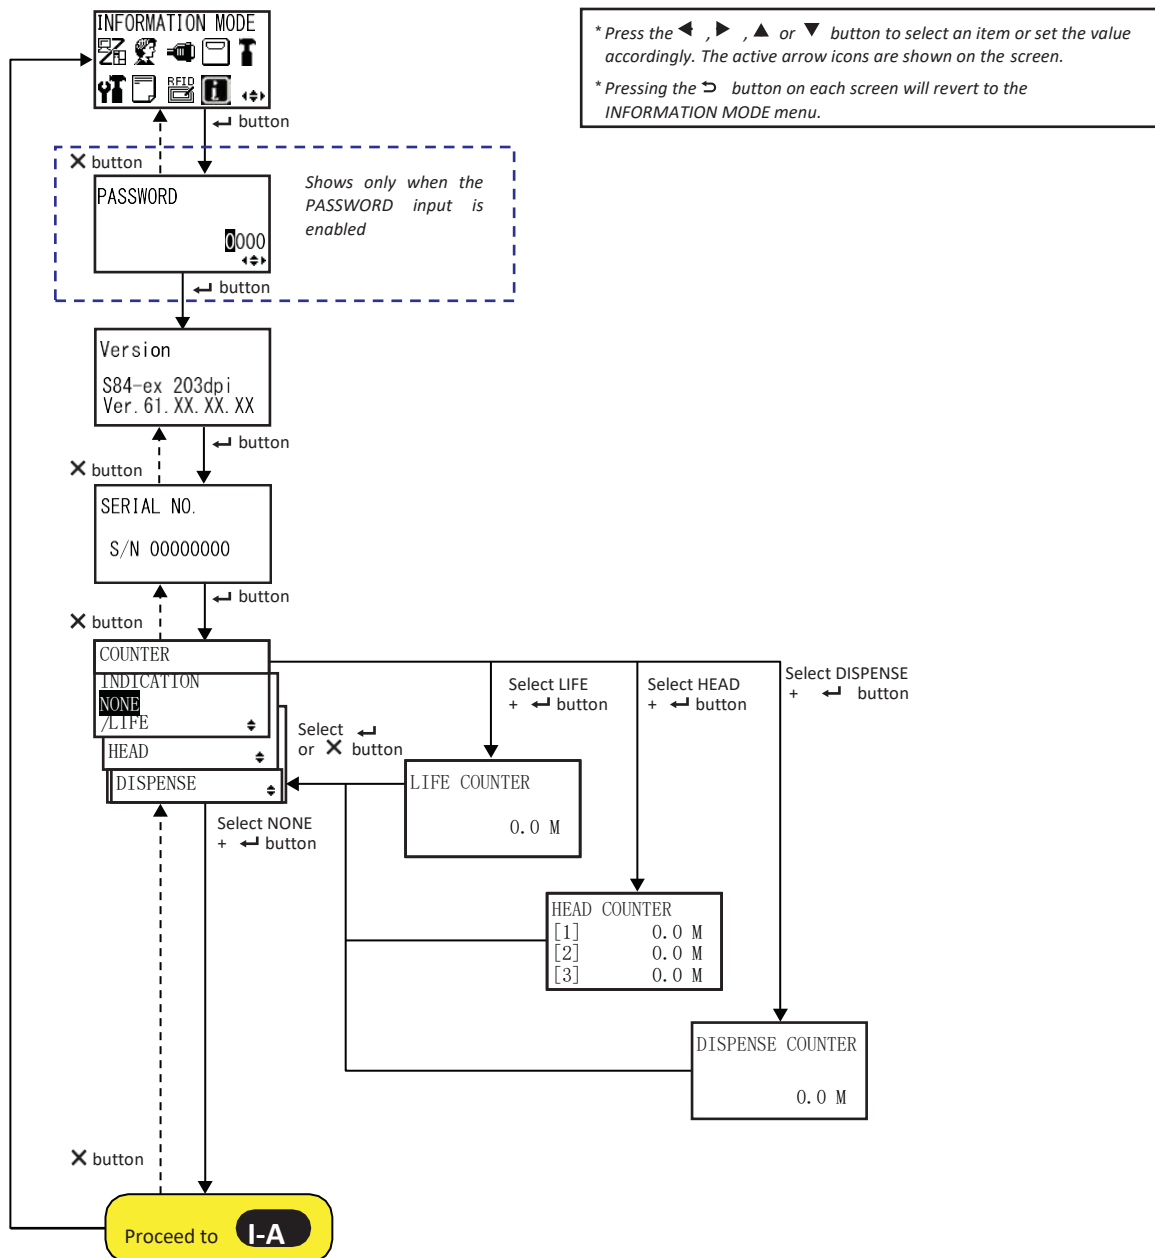 INFORMATION MODE
RFID
button
* Press the , , or button to select an item or set the value
accordingly. The active arrow icons are shown on the screen.
* Pressing the button on each screen will revert to the
INFORMATION MODE menu.
button
PASSWORD
0000
Shows only when the
PASSWORD input is
enabled
button
Version
S84-ex 203dpi
Ver.61.XX.XX.XX
button
button
SERIAL NO.
S/N 00000000
button
button
COUNTER
INDICATION
NONE
/LIFE
HEAD
DISPENSE
Select
or button
Select LIFE
+ button
Select HEAD
+ button
Select DISPENSE
+ button
Select NONE
+ button
LIFE COUNTER
0.0 M
HEAD COUNTER
[1] 0.0 M
[2] 0.0 M
[3] 0.0 M
DISPENSE COUNTER
0.0 M
button
Proceed to I-A